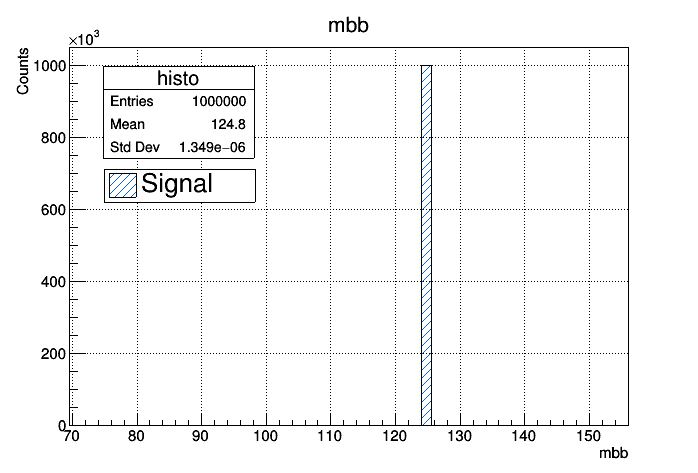 mbb
×10³
Counts
1000
800
600
400
200
0
histo
Entries 1000000
Mean 124.8
Std Dev 1.349e−06
Signal
70 80 90 100 110 120 130 140 150
mbb